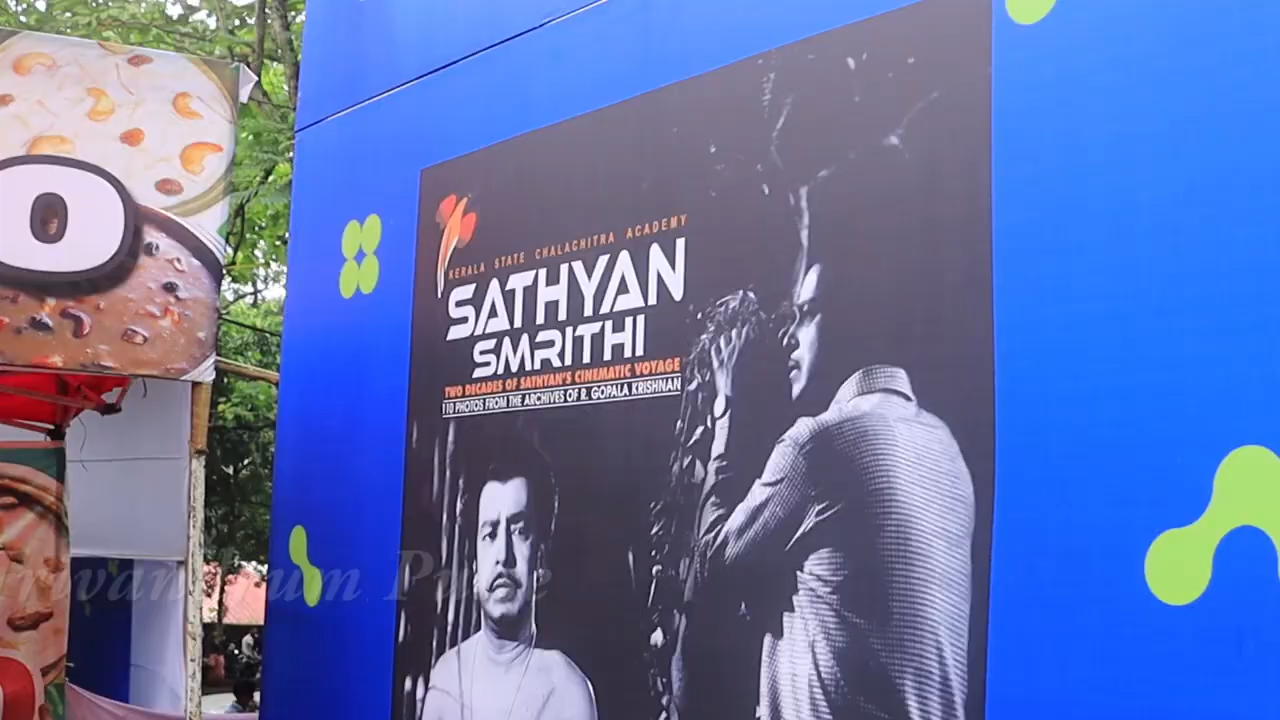 O
KERALA STATE CHALACHITRA ACADEMY
SATHYAN
SMRITHI
TWO DECADES OF SATHYAN'S CINEMATIC VOYAGE
110 PHOTOS FROM THE ARCHIVES OF R. GOPALA KRISHNAN